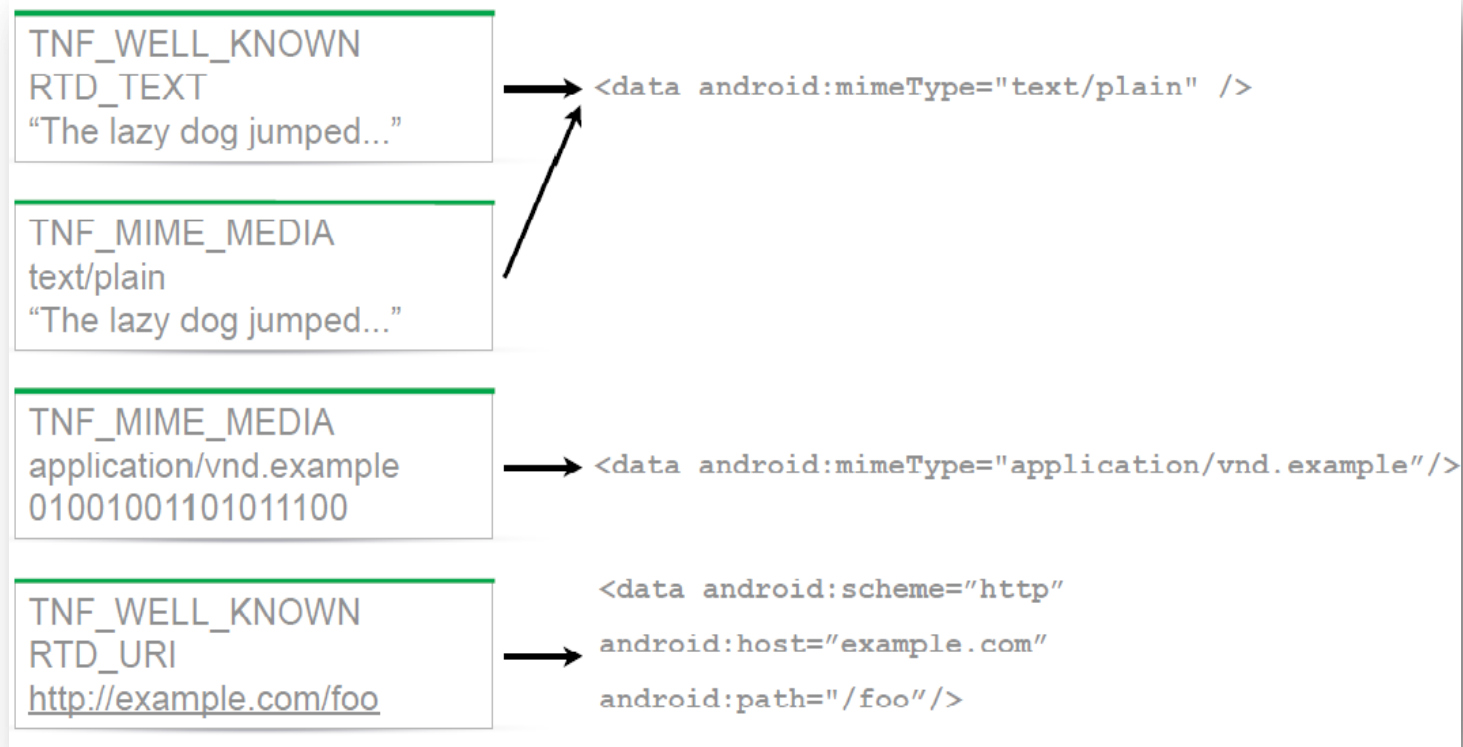 TNF_WELL_KNOWN
RTD_TEXT
“The lazy dog jumped...”
<data android:mimeType="text/plain" />
TNF_MIME_MEDIA
text/plain
“The lazy dog jumped...”
TNF_MIME_MEDIA
application/vnd.example
01001001101011100
<data android:mimeType="application/vnd.example”/>
TNF_WELL_KNOWN
RTD_URI
http://example.com/foo
<data android:scheme=”http”
android:host=”example.com”
android:path="/foo”/>